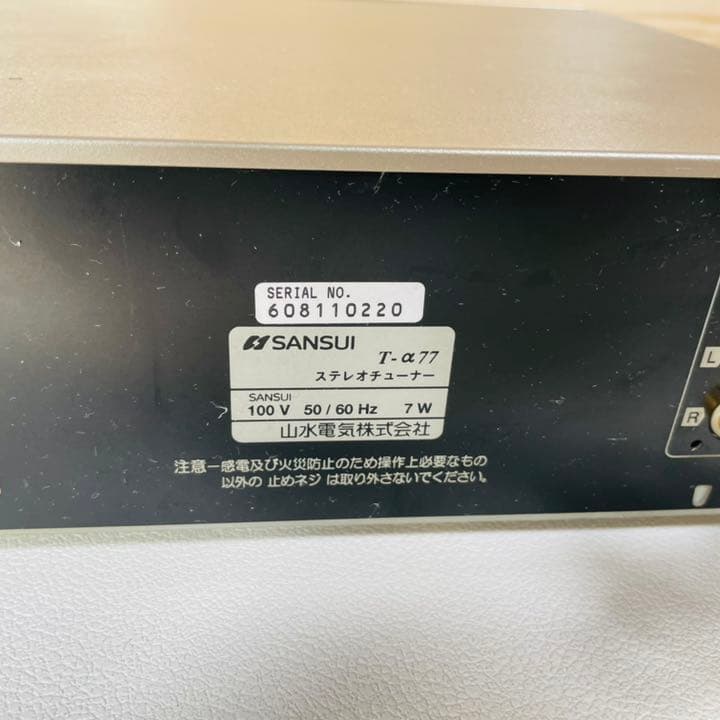 SERIAL NO.
608110220
SANSUI
T-α77
ステレオチューナー
SANSUI
100 V 50 / 60 Hz 7 W
山水電気株式会社
注意－感電及び火災防止のため操作上必要なもの
以外の 止めネジ は取り外さないでください。
L
R